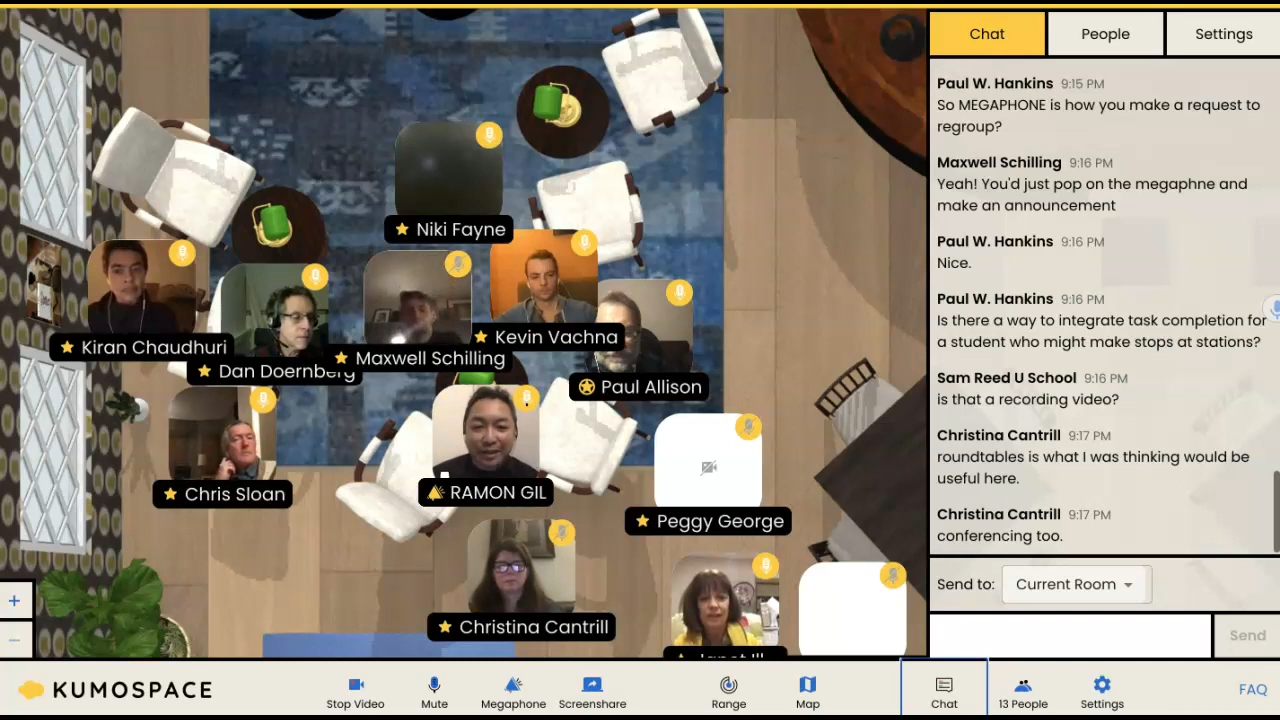 Chat
People
Settings
Paul W. Hankins 9:15 PM
So MEGAPHONE is how you make a request to
regroup?
Maxwell Schilling 9:16 PM
Yeah! You'd just pop on the megaphne and
make an announcement
Paul W. Hankins 9:16 PM
Nice.
Paul W. Hankins 9:16 PM
Is there a way to integrate task completion for
a student who might make stops at stations?
Sam Reed U School 9:16 PM
is that a recording video?
Christina Cantrill 9:17 PM
roundtables is what I was thinking would be
useful here.
Christina Cantrill 9:17 PM
conferencing too.
Send to: Current Room
Send
Niki Fayne
Kevin Vachna
Kiran Chaudhuri
Maxwell Schilling
Dan Doernberg
Paul Allison
Chris Sloan
RAMON GIL
Peggy George
Christina Cantrill
+
−
KUMOSPACE
Stop Video
Mute
Megaphone
Screenshare
Range
Map
Chat
13 People
Settings
FAQ